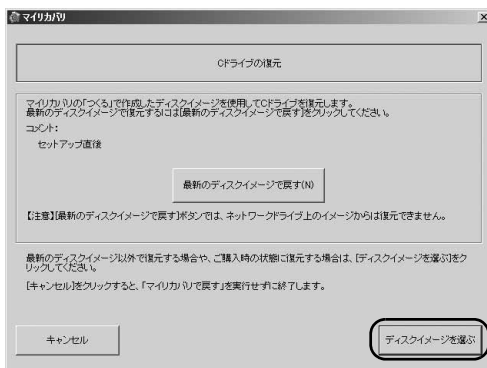 マイリカバリ
Cドライブの復元
マイリカバリの「つくる」で作成したディスクイメージを使用してCドライブを復元します。
最新のディスクイメージで復元するには[最新のディスクイメージで戻す]をクリックしてください。
コメント:
セットアップ直後
最新のディスクイメージで戻す(N)
【注意】[最新のディスクイメージで戻す]ボタンでは、ネットワークドライブ上のイメージからは復元できません。
最新のディスクイメージ以外で復元する場合や、ご購入時の状態に復元する場合は、[ディスクイメージを選ぶ]をク
リックしてください。
[キャンセル]をクリックすると、「マイリカバリで戻す」を実行せずに終了します。
キャンセル
ディスクイメージを選ぶ